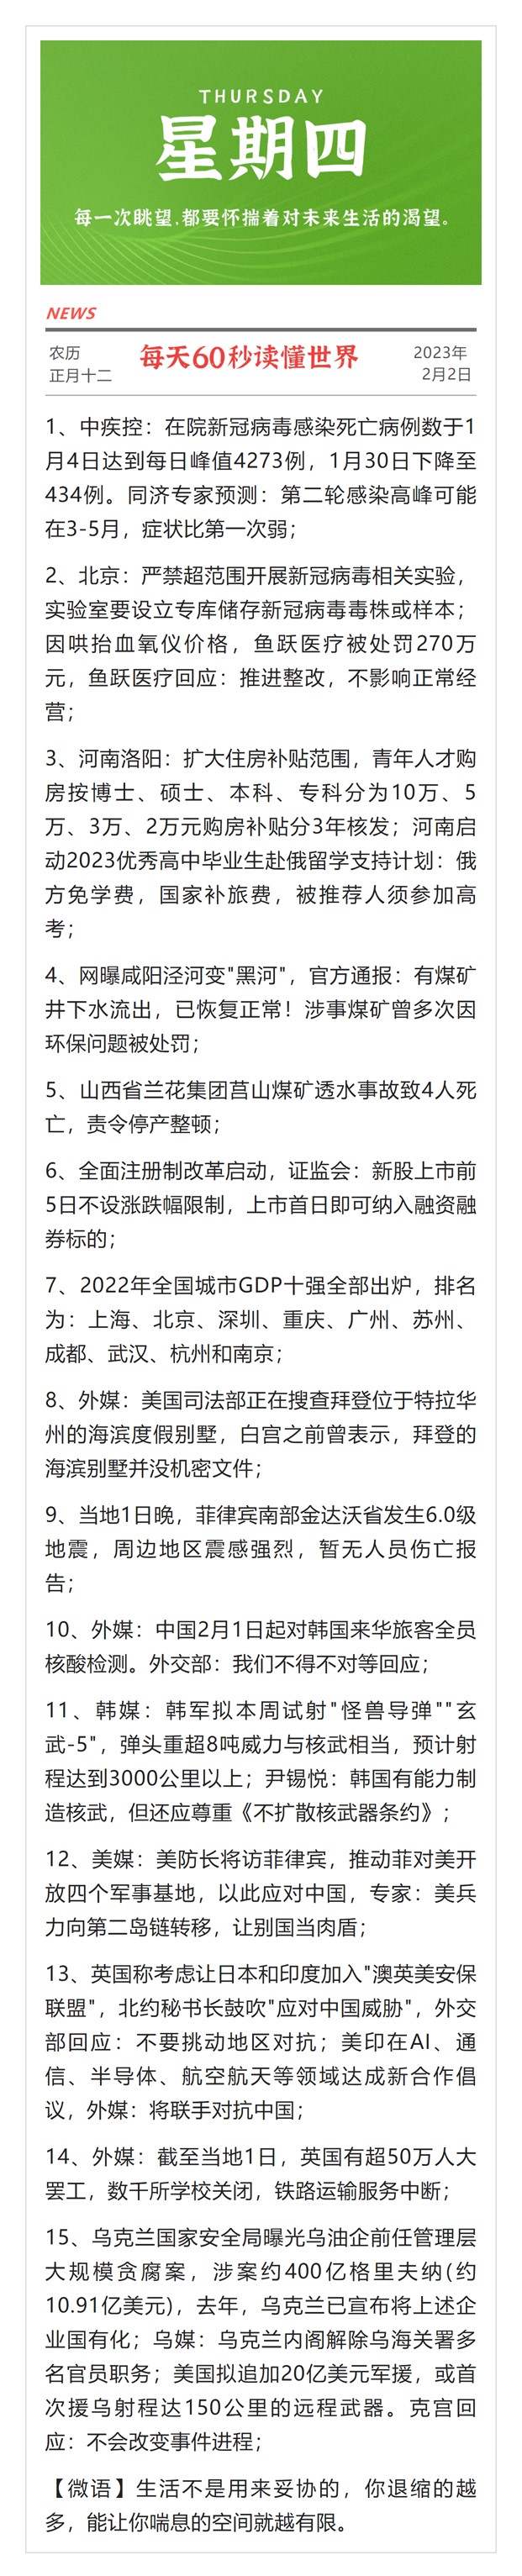 THURSDAY
星期四
每一次眺望,都要怀揣着对未来生活的渴望。
NEWS
农历
正月十二
每天60秒读懂世界
2023年
2月2日
1、中疾控：在院新冠病毒感染死亡病例数于1
月4日达到每日峰值4273例，1月30日下降至
434例。同济专家预测：第二轮感染高峰可能
在3-5月，症状比第一次弱；
2、北京：严禁超范围开展新冠病毒相关实验，
实验室要设立专库储存新冠病毒毒株或样本；
因哄抬血氧仪价格，鱼跃医疗被处罚270万
元，鱼跃医疗回应：推进整改，不影响正常经
营；
3、河南洛阳：扩大住房补贴范围，青年人才购
房按博士、硕士、本科、专科分为10万、5
万、3万、2万元购房补贴分3年核发；河南启
动2023优秀高中毕业生赴俄留学支持计划：俄
方免学费，国家补旅费，被推荐人须参加高
考；
4、网曝咸阳泾河变"黑河"，官方通报：有煤矿
井下水流出，已恢复正常！涉事煤矿曾多次因
环保问题被处罚；
5、山西省兰花集团莒山煤矿透水事故致4人死
亡，责令停产整顿；
6、全面注册制改革启动，证监会：新股上市前
5日不设涨跌幅限制，上市首日即可纳入融资融
券标的；
7、2022年全国城市GDP十强全部出炉，排名
为：上海、北京、深圳、重庆、广州、苏州、
成都、武汉、杭州和南京；
8、外媒：美国司法部正在搜查拜登位于特拉华
州的海滨度假别墅，白宫之前曾表示，拜登的
海滨别墅并没机密文件；
9、当地1日晚，菲律宾南部金达沃省发生6.0级
地震，周边地区震感强烈，暂无人员伤亡报
告；
10、外媒：中国2月1日起对韩国来华旅客全员
核酸检测。外交部：我们不得不对等回应；
11、韩媒：韩军拟本周试射"怪兽导弹""玄
武-5"，弹头重超8吨威力与核武相当，预计射
程达到3000公里以上；尹锡悦：韩国有能力制
造核武，但还应尊重《不扩散核武器条约》；
12、美媒：美防长将访菲律宾，推动菲对美开
放四个军事基地，以此应对中国，专家：美兵
力向第二岛链转移，让别国当肉盾；
13、英国称考虑让日本和印度加入"澳英美安保
联盟"，北约秘书长鼓吹"应对中国威胁"，外交
部回应：不要挑动地区对抗；美印在AI、通
信、半导体、航空航天等领域达成新合作倡
议，外媒：将联手对抗中国；
14、外媒：截至当地1日，英国有超50万人大
罢工，数千所学校关闭，铁路运输服务中断；
15、乌克兰国家安全局曝光乌油企前任管理层
大规模贪腐案，涉案约400亿格里夫纳(约
10.91亿美元)，去年，乌克兰已宣布将上述企
业国有化；乌媒：乌克兰内阁解除乌海关署多
名官员职务；美国拟追加20亿美元军援，或首
次援乌射程达150公里的远程武器。克宫回
应：不会改变事件进程；
【微语】生活不是用来妥协的，你退缩的越
多，能让你喘息的空间就越有限。